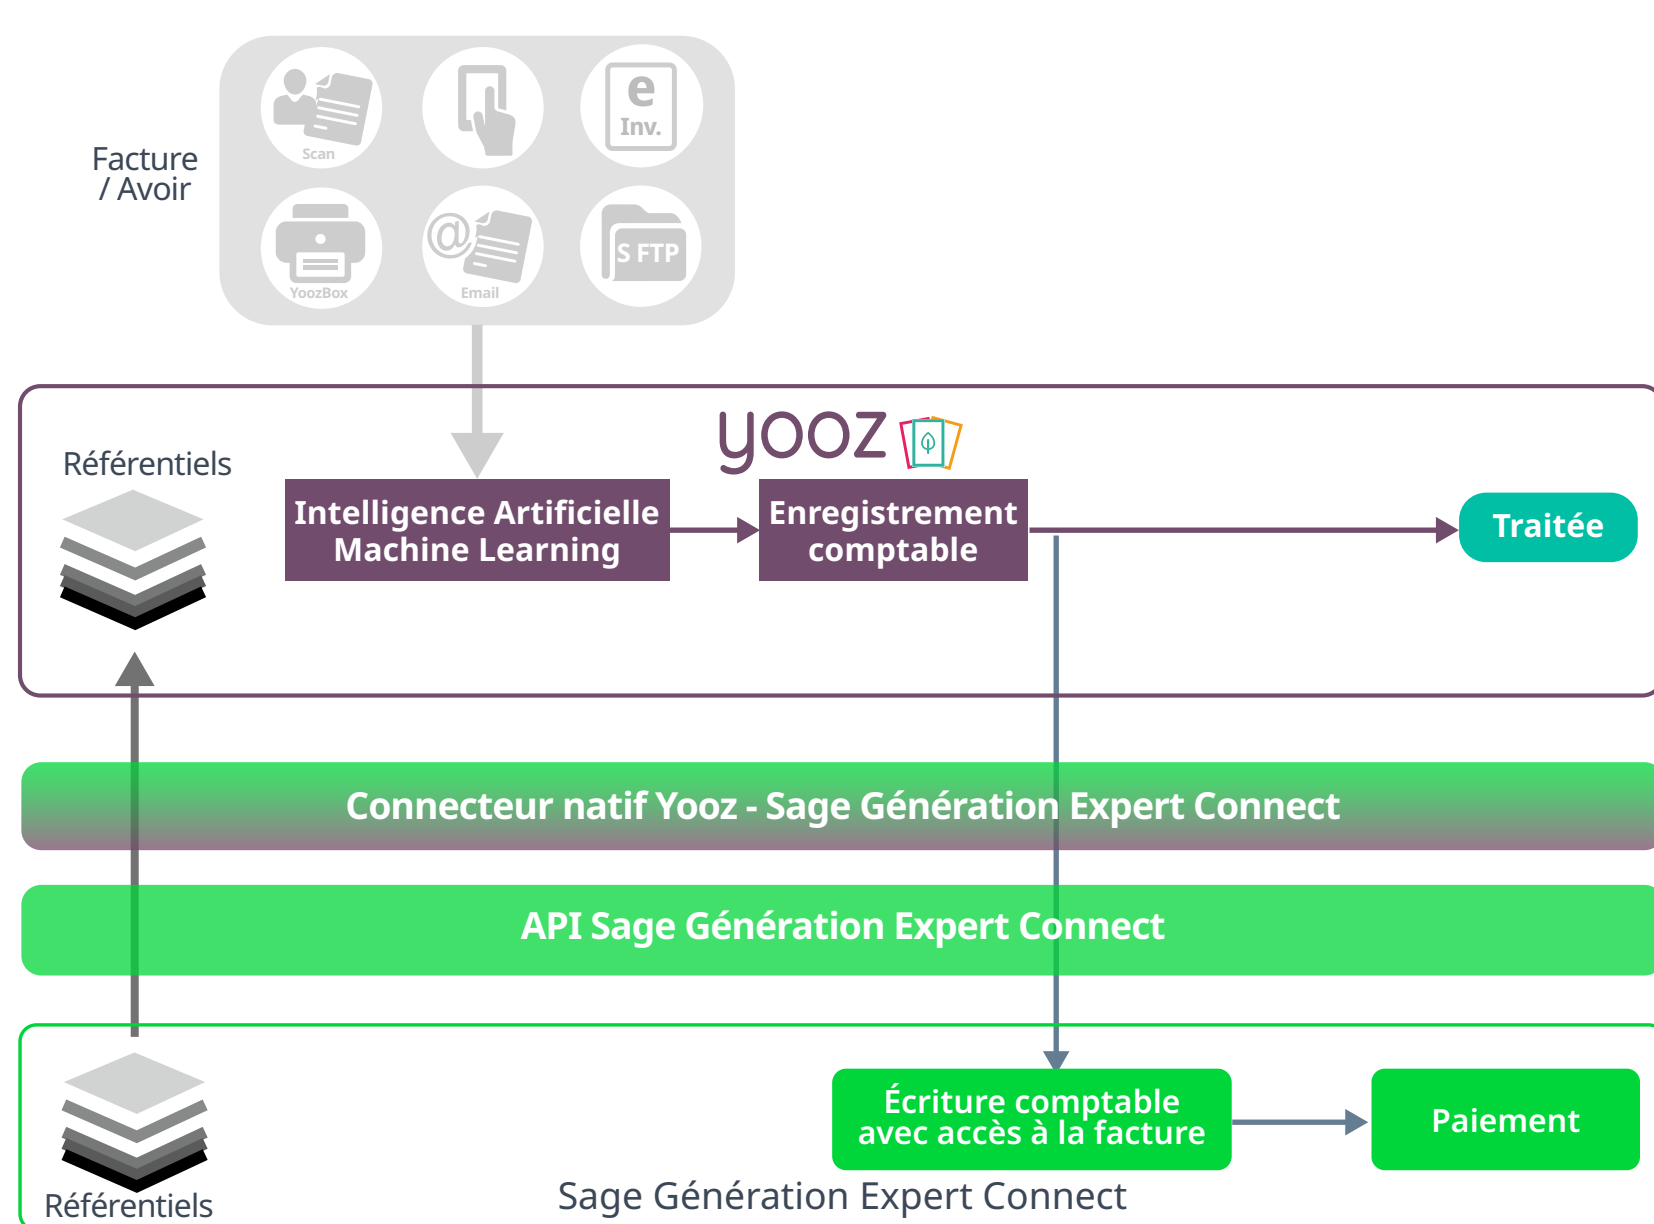 Facture
/ Avoir
Scan
e
Inv.
YoozBox
@
Email
S FTP
yooz
Référentiels
Intelligence Artificielle
Machine Learning
Enregistrement
comptable
Traitée
Connecteur natif Yooz - Sage Génération Expert Connect
API Sage Génération Expert Connect
Écriture comptable
avec accès à la facture
Paiement
Référentiels
Sage Génération Expert Connect